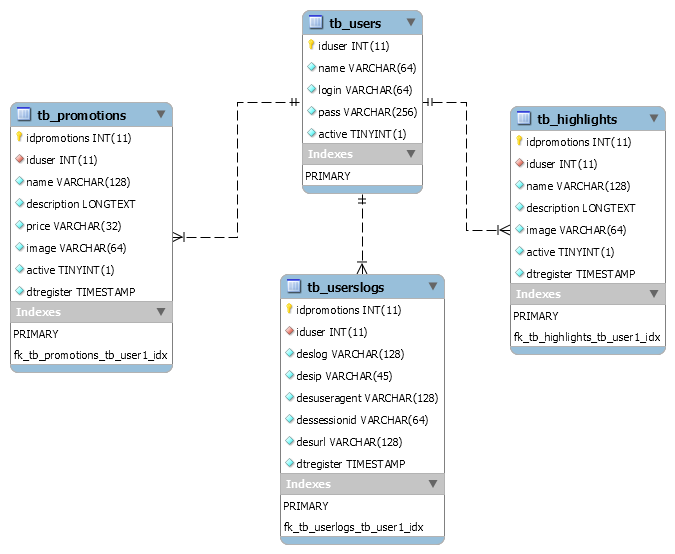 tb_users
iduser INT(11)
name VARCHAR(64)
login VARCHAR(64)
pass VARCHAR(256)
active TINYINT(1)
Indexes
PRIMARY
tb_promotions
idpromotions INT(11)
iduser INT(11)
name VARCHAR(128)
description LONGTEXT
price VARCHAR(32)
image VARCHAR(64)
active TINYINT(1)
dtregister TIMESTAMP
Indexes
PRIMARY
fk_tb_promotions_tb_user1_idx
tb_highlights
idpromotions INT(11)
iduser INT(11)
name VARCHAR(128)
description LONGTEXT
image VARCHAR(64)
active TINYINT(1)
dtregister TIMESTAMP
Indexes
PRIMARY
fk_tb_highlights_tb_user1_idx
tb_userslogs
idpromotions INT(11)
iduser INT(11)
deslog VARCHAR(128)
desip VARCHAR(45)
desuseragent VARCHAR(128)
dessessionid VARCHAR(64)
desurl VARCHAR(128)
dtregister TIMESTAMP
Indexes
PRIMARY
fk_tb_userlogs_tb_user1_idx